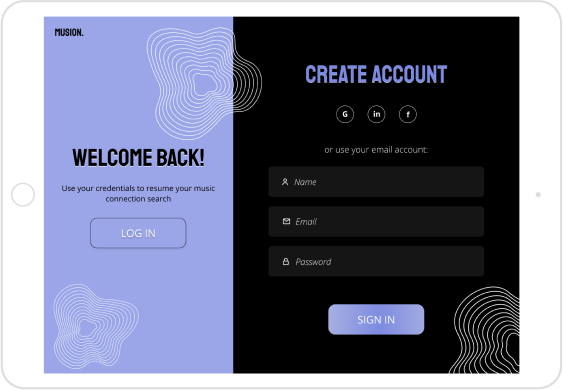 MUSION.
WELCOME BACK!
Use your credentials to resume your music
connection search
LOG IN
CREATE ACCOUNT
G in f
or use your email account:
Name
Email
Password
SIGN IN